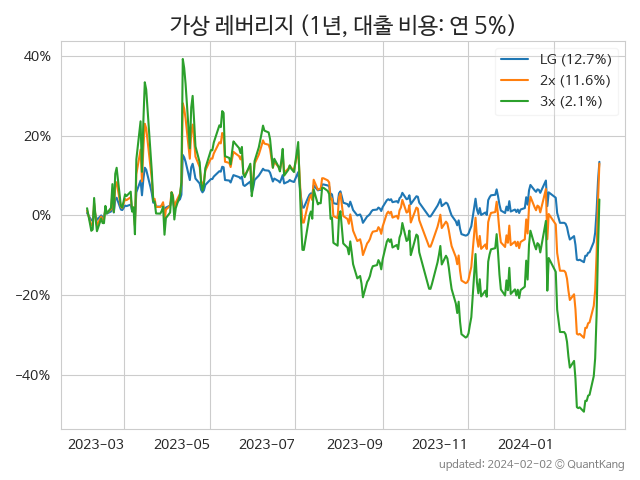 가상 레버리지 (1년, 대출 비용: 연 5%)
LG (12.7%)
2x (11.6%)
3x (2.1%)
40%
20%
0%
−20%
−40%
2023-03 2023-05 2023-07 2023-09 2023-11 2024-01
updated: 2024-02-02 © QuantKang